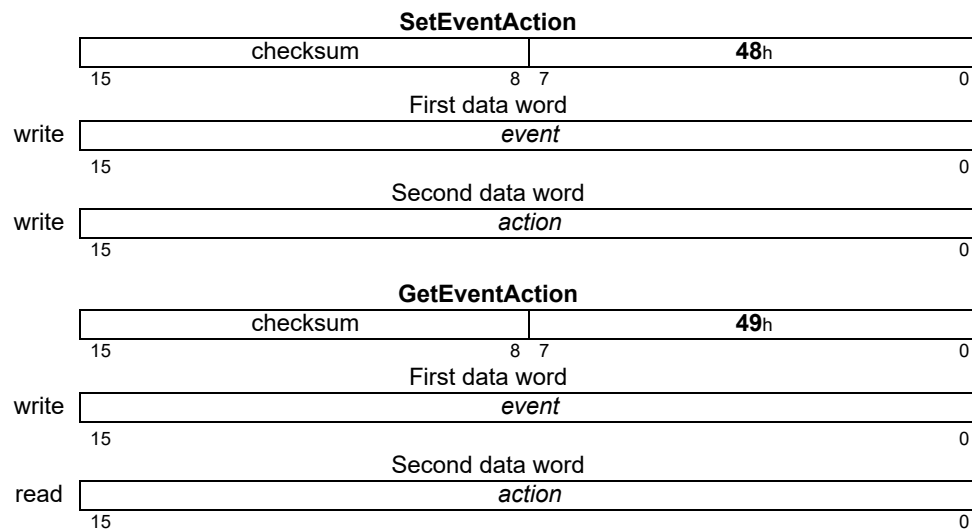 SetEventAction
checksum 48h
15 8 7 0
First data word
write event
15 0
Second data word
write action
15 0
GetEventAction
checksum 49h
15 8 7 0
First data word
write event
15 0
Second data word
read action
15 0